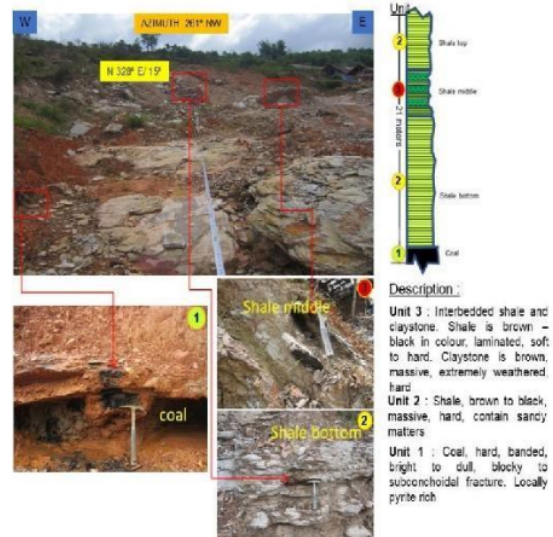 W
AZIMUTH 261° NW
E
N 328° E/ 15°
Unit
2
Shale top
3
Shale middle
21 meters
2
Shale bottom
1
Coal
Shale middle
3
1
coal
2
Shale bottom
Description :
Unit 3 : Interbedded shale and
claystone. Shale is brown –
black in colour, laminated, soft
to hard. Claystone is brown,
massive, extremely weathered,
hard
Unit 2 : Shale, brown to black,
massive, hard, contain sandy
matters
Unit 1 : Coal, hard, banded,
bright to dull, blocky to
subconchoidal fracture. Locally
pyrite rich